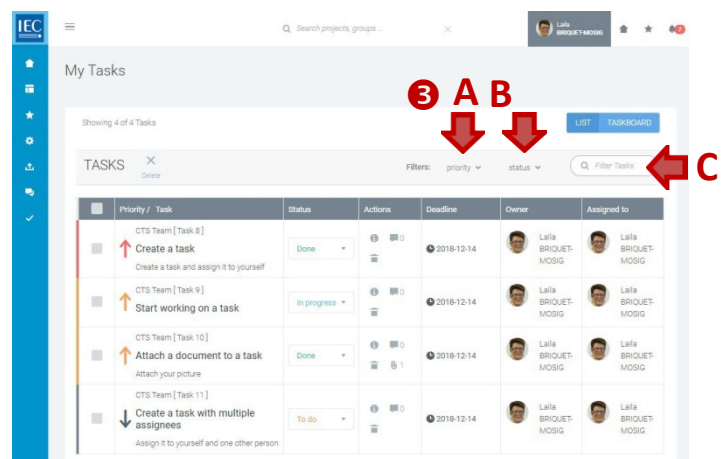 IEC
Search projects, groups ...
Laila
BRIQUET-MOSIG
7
My Tasks
3 A B
Showing 4 of 4 Tasks
LIST TASKBOARD
TASKS
Delete
Filters: priority status
Filter Tasks
C
Priority / Task Status Actions Deadline Owner Assigned to
CTS Team [ Task 8 ]
Create a task
Create a task and assign it to yourself
Done
0
2018-12-14
Laila
BRIQUET-
MOSIG
Laila
BRIQUET-
MOSIG
CTS Team [ Task 9 ]
Start working on a task
In progress
0
2018-12-14
Laila
BRIQUET-
MOSIG
Laila
BRIQUET-
MOSIG
CTS Team [ Task 10 ]
Attach a document to a task
Attach your picture
Done
0
1
2018-12-14
Laila
BRIQUET-
MOSIG
Laila
BRIQUET-
MOSIG
CTS Team [ Task 11 ]
Create a task with multiple
assignees
Assign it to yourself and one other person
To do
0
2018-12-14
Laila
BRIQUET-
MOSIG
Laila
BRIQUET-
MOSIG